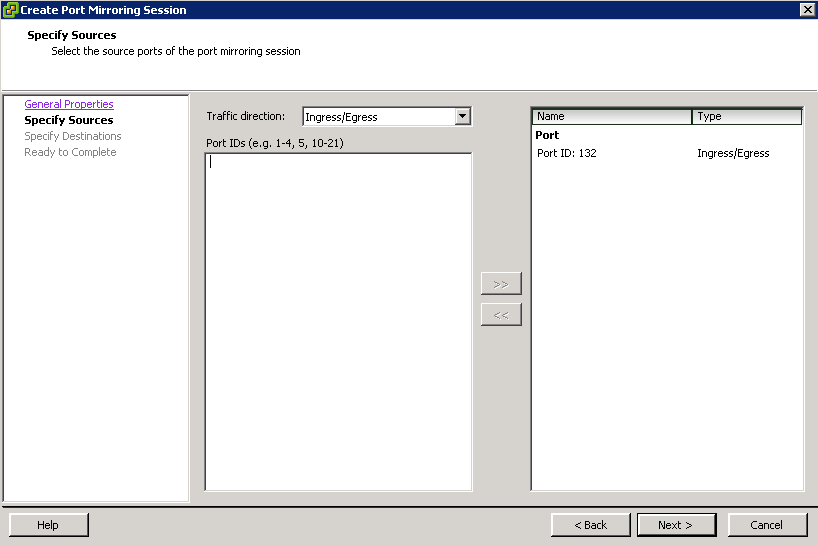 Create Port Mirroring Session
Specify Sources
Select the source ports of the port mirroring session
General Properties
Specify Sources
Specify Destinations
Ready to Complete
Traffic direction: Ingress/Egress
Port IDs (e.g. 1-4, 5, 10-21)
>>
<<
Name Type
Port
Port ID: 132 Ingress/Egress
Help < Back Next > Cancel